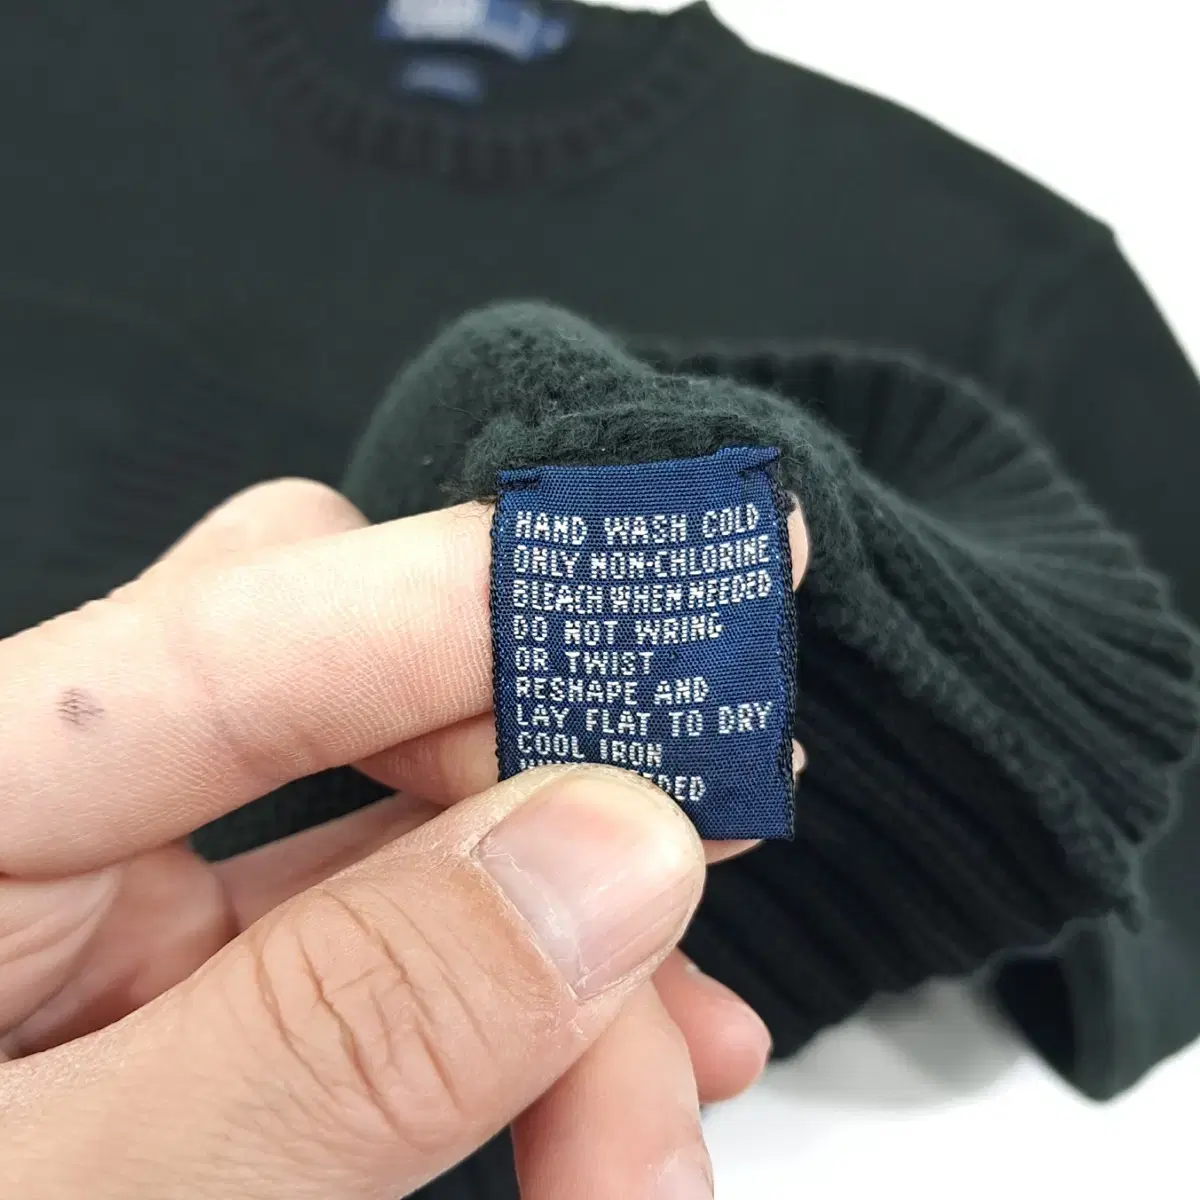 HAND WASH COLD
ONLY NON-CHLORINE
BLEACH WHEN NEEDED
DO NOT WRING
OR TWIST
RESHAPE AND
LAY FLAT TO DRY
COOL IRON